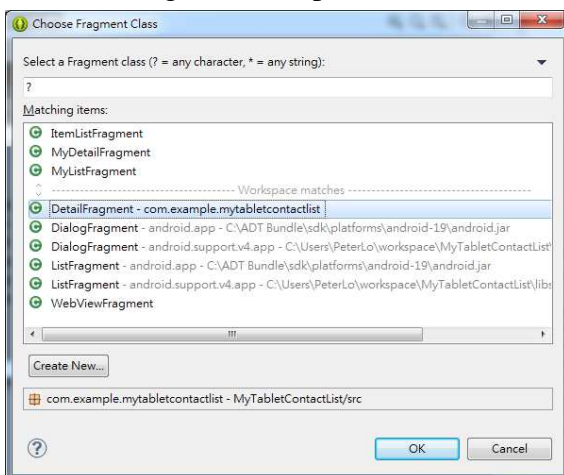 Choose Fragment Class
Select a Fragment class (? = any character, * = any string):
?
Matching items:
ItemListFragment
MyDetailFragment
MyListFragment
Workspace matches
DetailFragment - com.example.mytabletcontactlist
DialogFragment - android.app - C:\ADT Bundle\sdk\platforms\android-19\android.jar
DialogFragment - android.support.v4.app - C:\Users\PeterLo\workspace\MyTabletContactList\
ListFragment - android.app - C:\ADT Bundle\sdk\platforms\android-19\android.jar
ListFragment - android.support.v4.app - C:\Users\PeterLo\workspace\MyTabletContactList\libs
WebViewFragment
Create New...
com.example.mytabletcontactlist - MyTabletContactList/src
?
OK Cancel